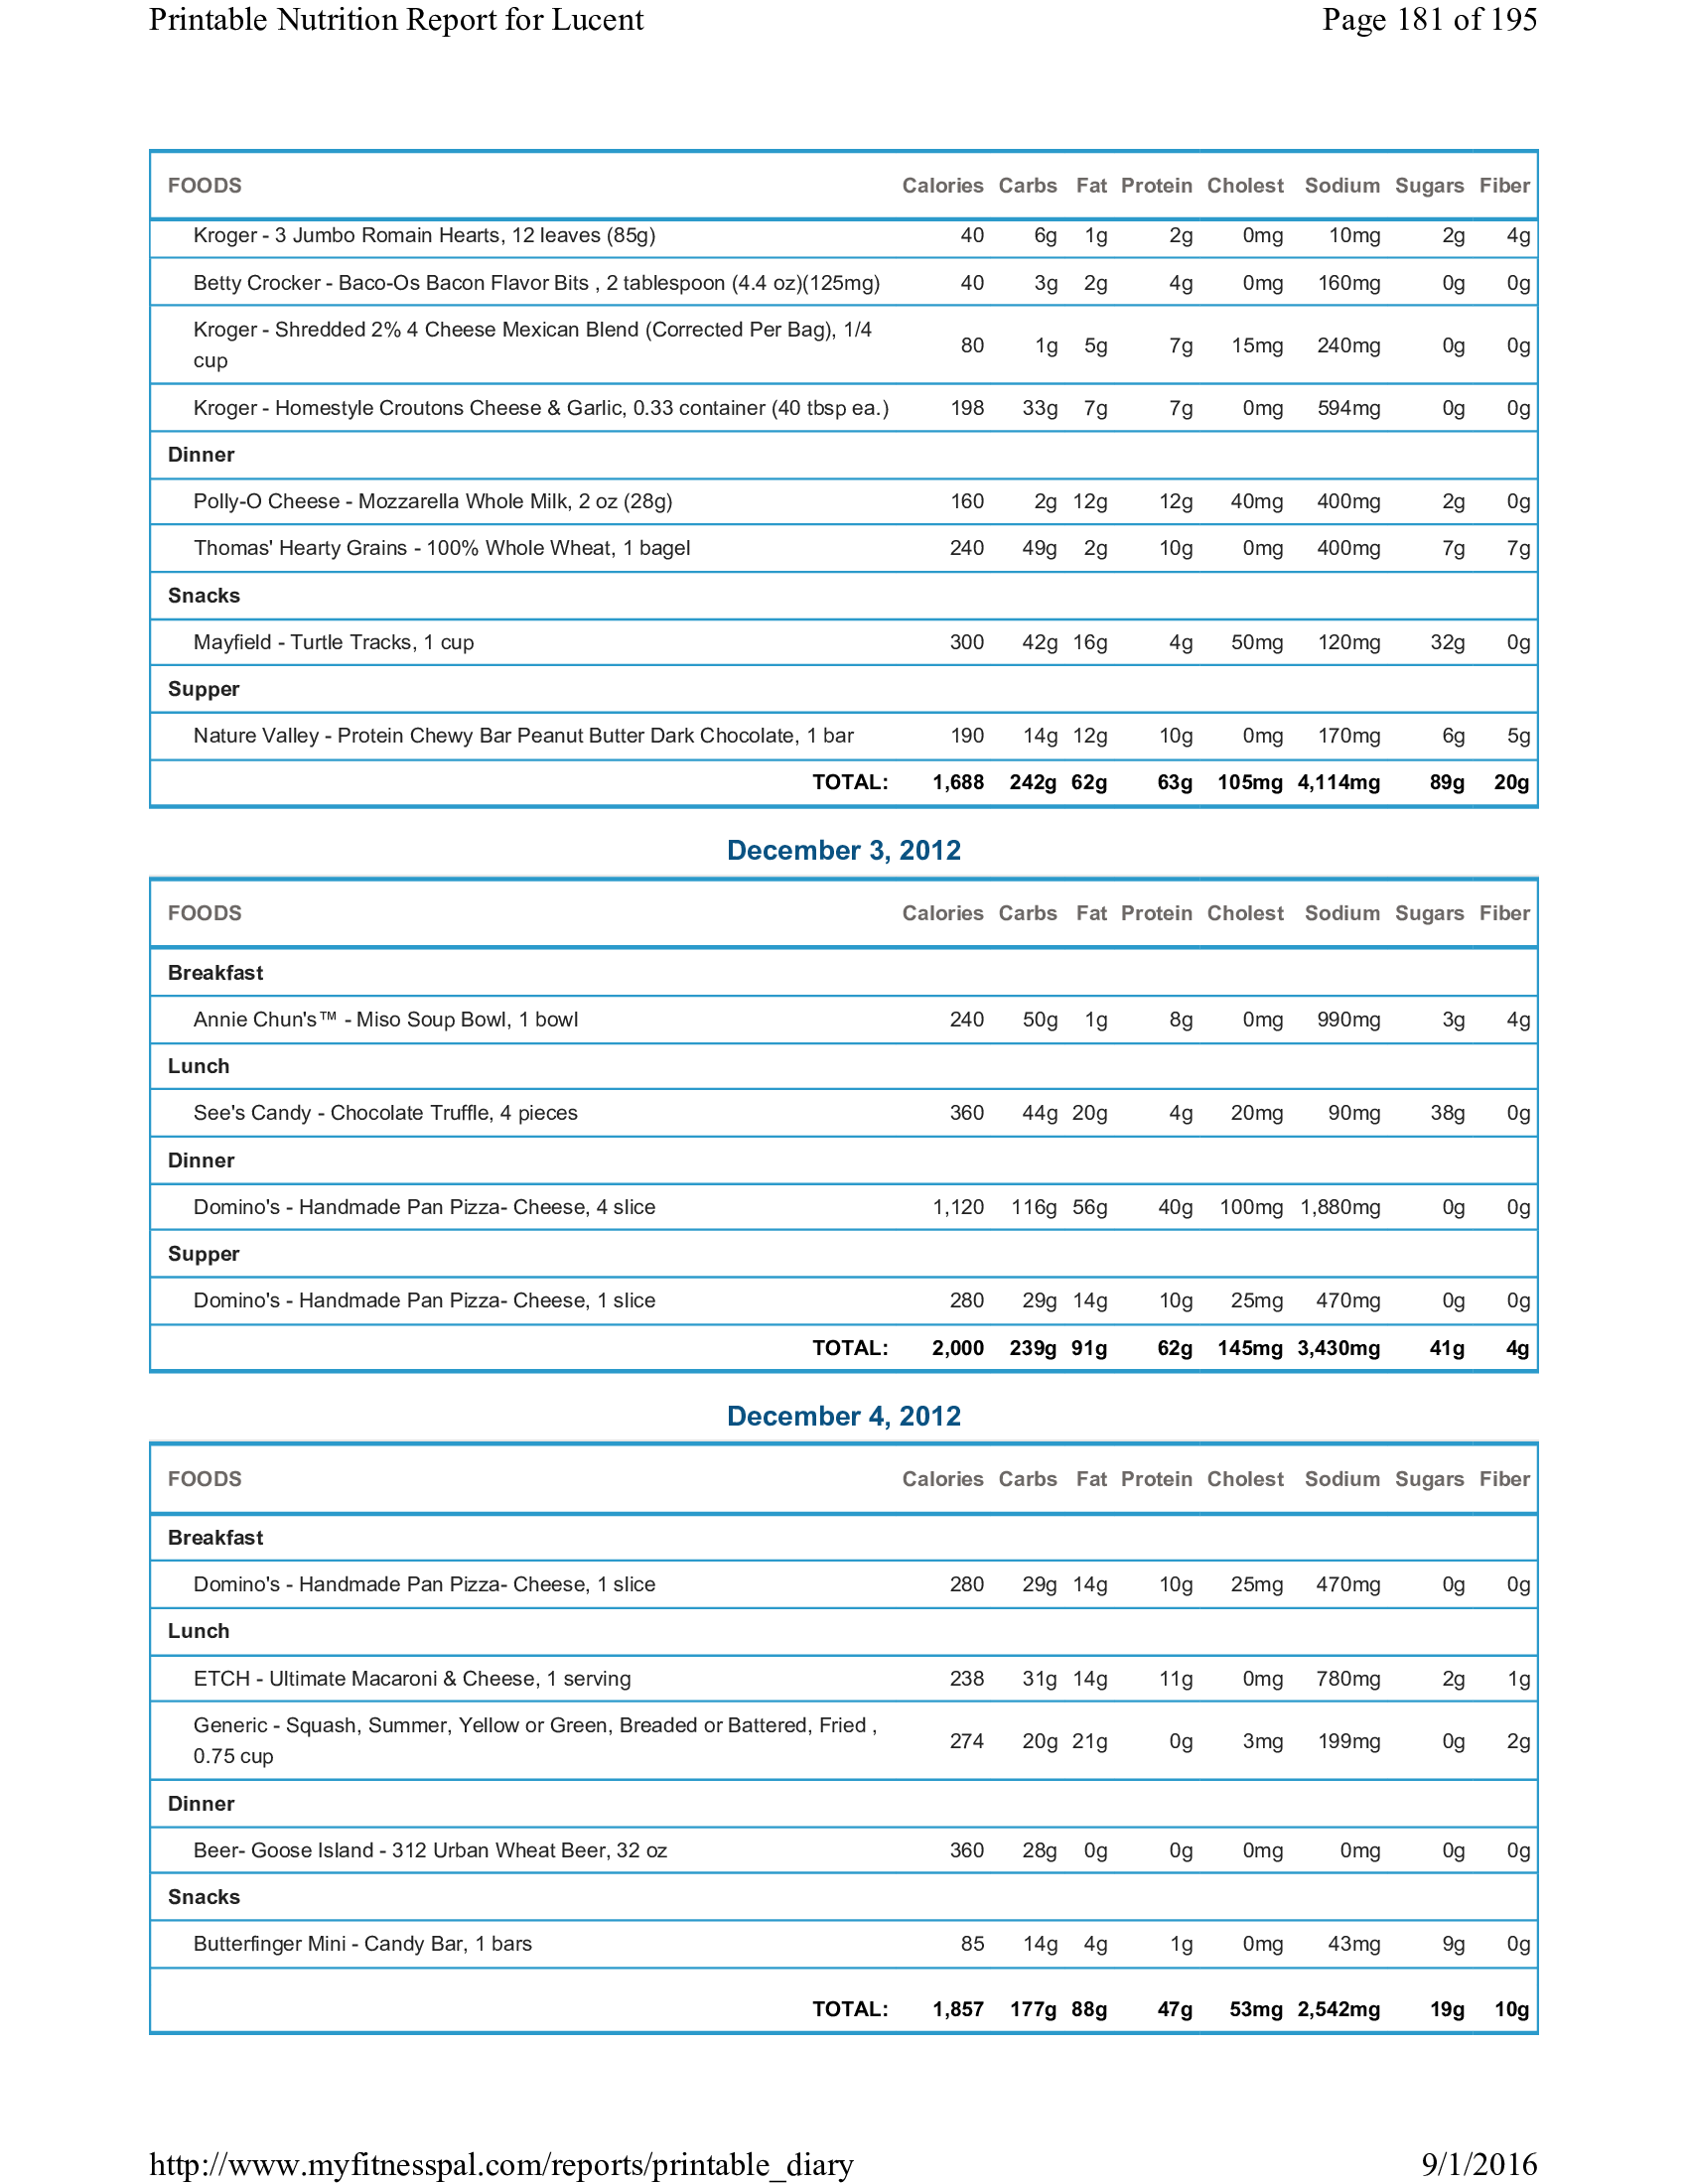 Printable Nutrition Report for Lucent Page 181 of 195
FOODS Calories Carbs Fat Protein Cholest Sodium Sugars Fiber
Kroger - 3 Jumbo Romain Hearts, 12 leaves (85g) 40 6g 1g 2g 0mg 10mg 2g 4g
Betty Crocker - Baco-Os Bacon Flavor Bits , 2 tablespoon (4.4 oz)(125mg) 40 3g 2g 4g 0mg 160mg 0g 0g
Kroger - Shredded 2% 4 Cheese Mexican Blend (Corrected Per Bag), 1/4
cup 80 1g 5g 7g 15mg 240mg 0g 0g
Kroger - Homestyle Croutons Cheese & Garlic, 0.33 container (40 tbsp ea.) 198 33g 7g 7g 0mg 594mg 0g 0g
Dinner
Polly-O Cheese - Mozzarella Whole Milk, 2 oz (28g) 160 2g 12g 12g 40mg 400mg 2g 0g
Thomas' Hearty Grains - 100% Whole Wheat, 1 bagel 240 49g 2g 10g 0mg 400mg 7g 7g
Snacks
Mayfield - Turtle Tracks, 1 cup 300 42g 16g 4g 50mg 120mg 32g 0g
Supper
Nature Valley - Protein Chewy Bar Peanut Butter Dark Chocolate, 1 bar 190 14g 12g 10g 0mg 170mg 6g 5g
TOTAL: 1,688 242g 62g 63g 105mg 4,114mg 89g 20g
December 3, 2012
FOODS Calories Carbs Fat Protein Cholest Sodium Sugars Fiber
Breakfast
Annie Chun's™ - Miso Soup Bowl, 1 bowl 240 50g 1g 8g 0mg 990mg 3g 4g
Lunch
See's Candy - Chocolate Truffle, 4 pieces 360 44g 20g 4g 20mg 90mg 38g 0g
Dinner
Domino's - Handmade Pan Pizza- Cheese, 4 slice 1,120 116g 56g 40g 100mg 1,880mg 0g 0g
Supper
Domino's - Handmade Pan Pizza- Cheese, 1 slice 280 29g 14g 10g 25mg 470mg 0g 0g
TOTAL: 2,000 239g 91g 62g 145mg 3,430mg 41g 4g
December 4, 2012
FOODS Calories Carbs Fat Protein Cholest Sodium Sugars Fiber
Breakfast
Domino's - Handmade Pan Pizza- Cheese, 1 slice 280 29g 14g 10g 25mg 470mg 0g 0g
Lunch
ETCH - Ultimate Macaroni & Cheese, 1 serving 238 31g 14g 11g 0mg 780mg 2g 1g
Generic - Squash, Summer, Yellow or Green, Breaded or Battered, Fried ,
0.75 cup 274 20g 21g 0g 3mg 199mg 0g 2g
Dinner
Beer- Goose Island - 312 Urban Wheat Beer, 32 oz 360 28g 0g 0g 0mg 0mg 0g 0g
Snacks
Butterfinger Mini - Candy Bar, 1 bars 85 14g 4g 1g 0mg 43mg 9g 0g
TOTAL: 1,857 177g 88g 47g 53mg 2,542mg 19g 10g
http://www.myfitnesspal.com/reports/printable_diary 9/1/2016